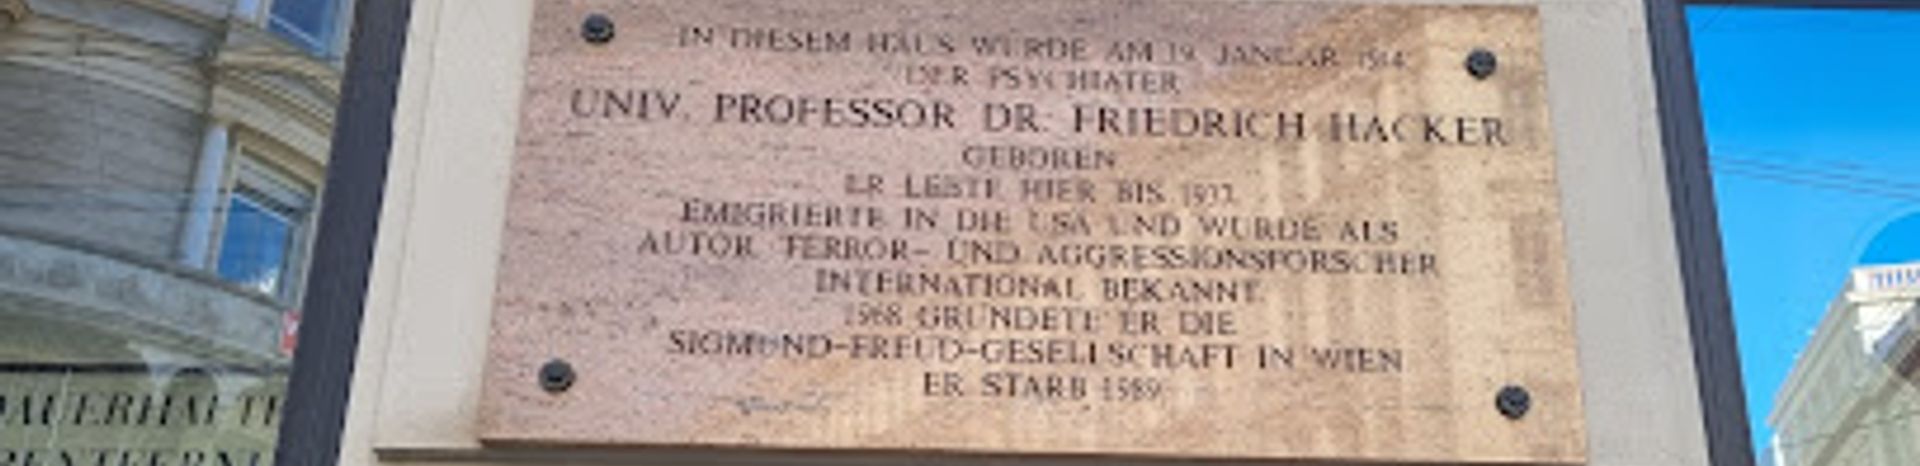 IN DIESEM HAUS WURDE AM 19. JANUAR 1914
DER PSYCHIATER
UNIV. PROFESSOR DR. FRIEDRICH HACKER
GEBOREN
ER LEBTE HIER BIS
EMIGRIERTE IN DIE USA UND WURDE ALS
AUTOR TERROR- UND AGGRESSIONSFORSCHER
INTERNATIONAL BEKANNT.
1968 GRÜNDETE ER DIE
SIGMUND-FREUD-GESELLSCHAFT IN WIEN
ER STARB 1989